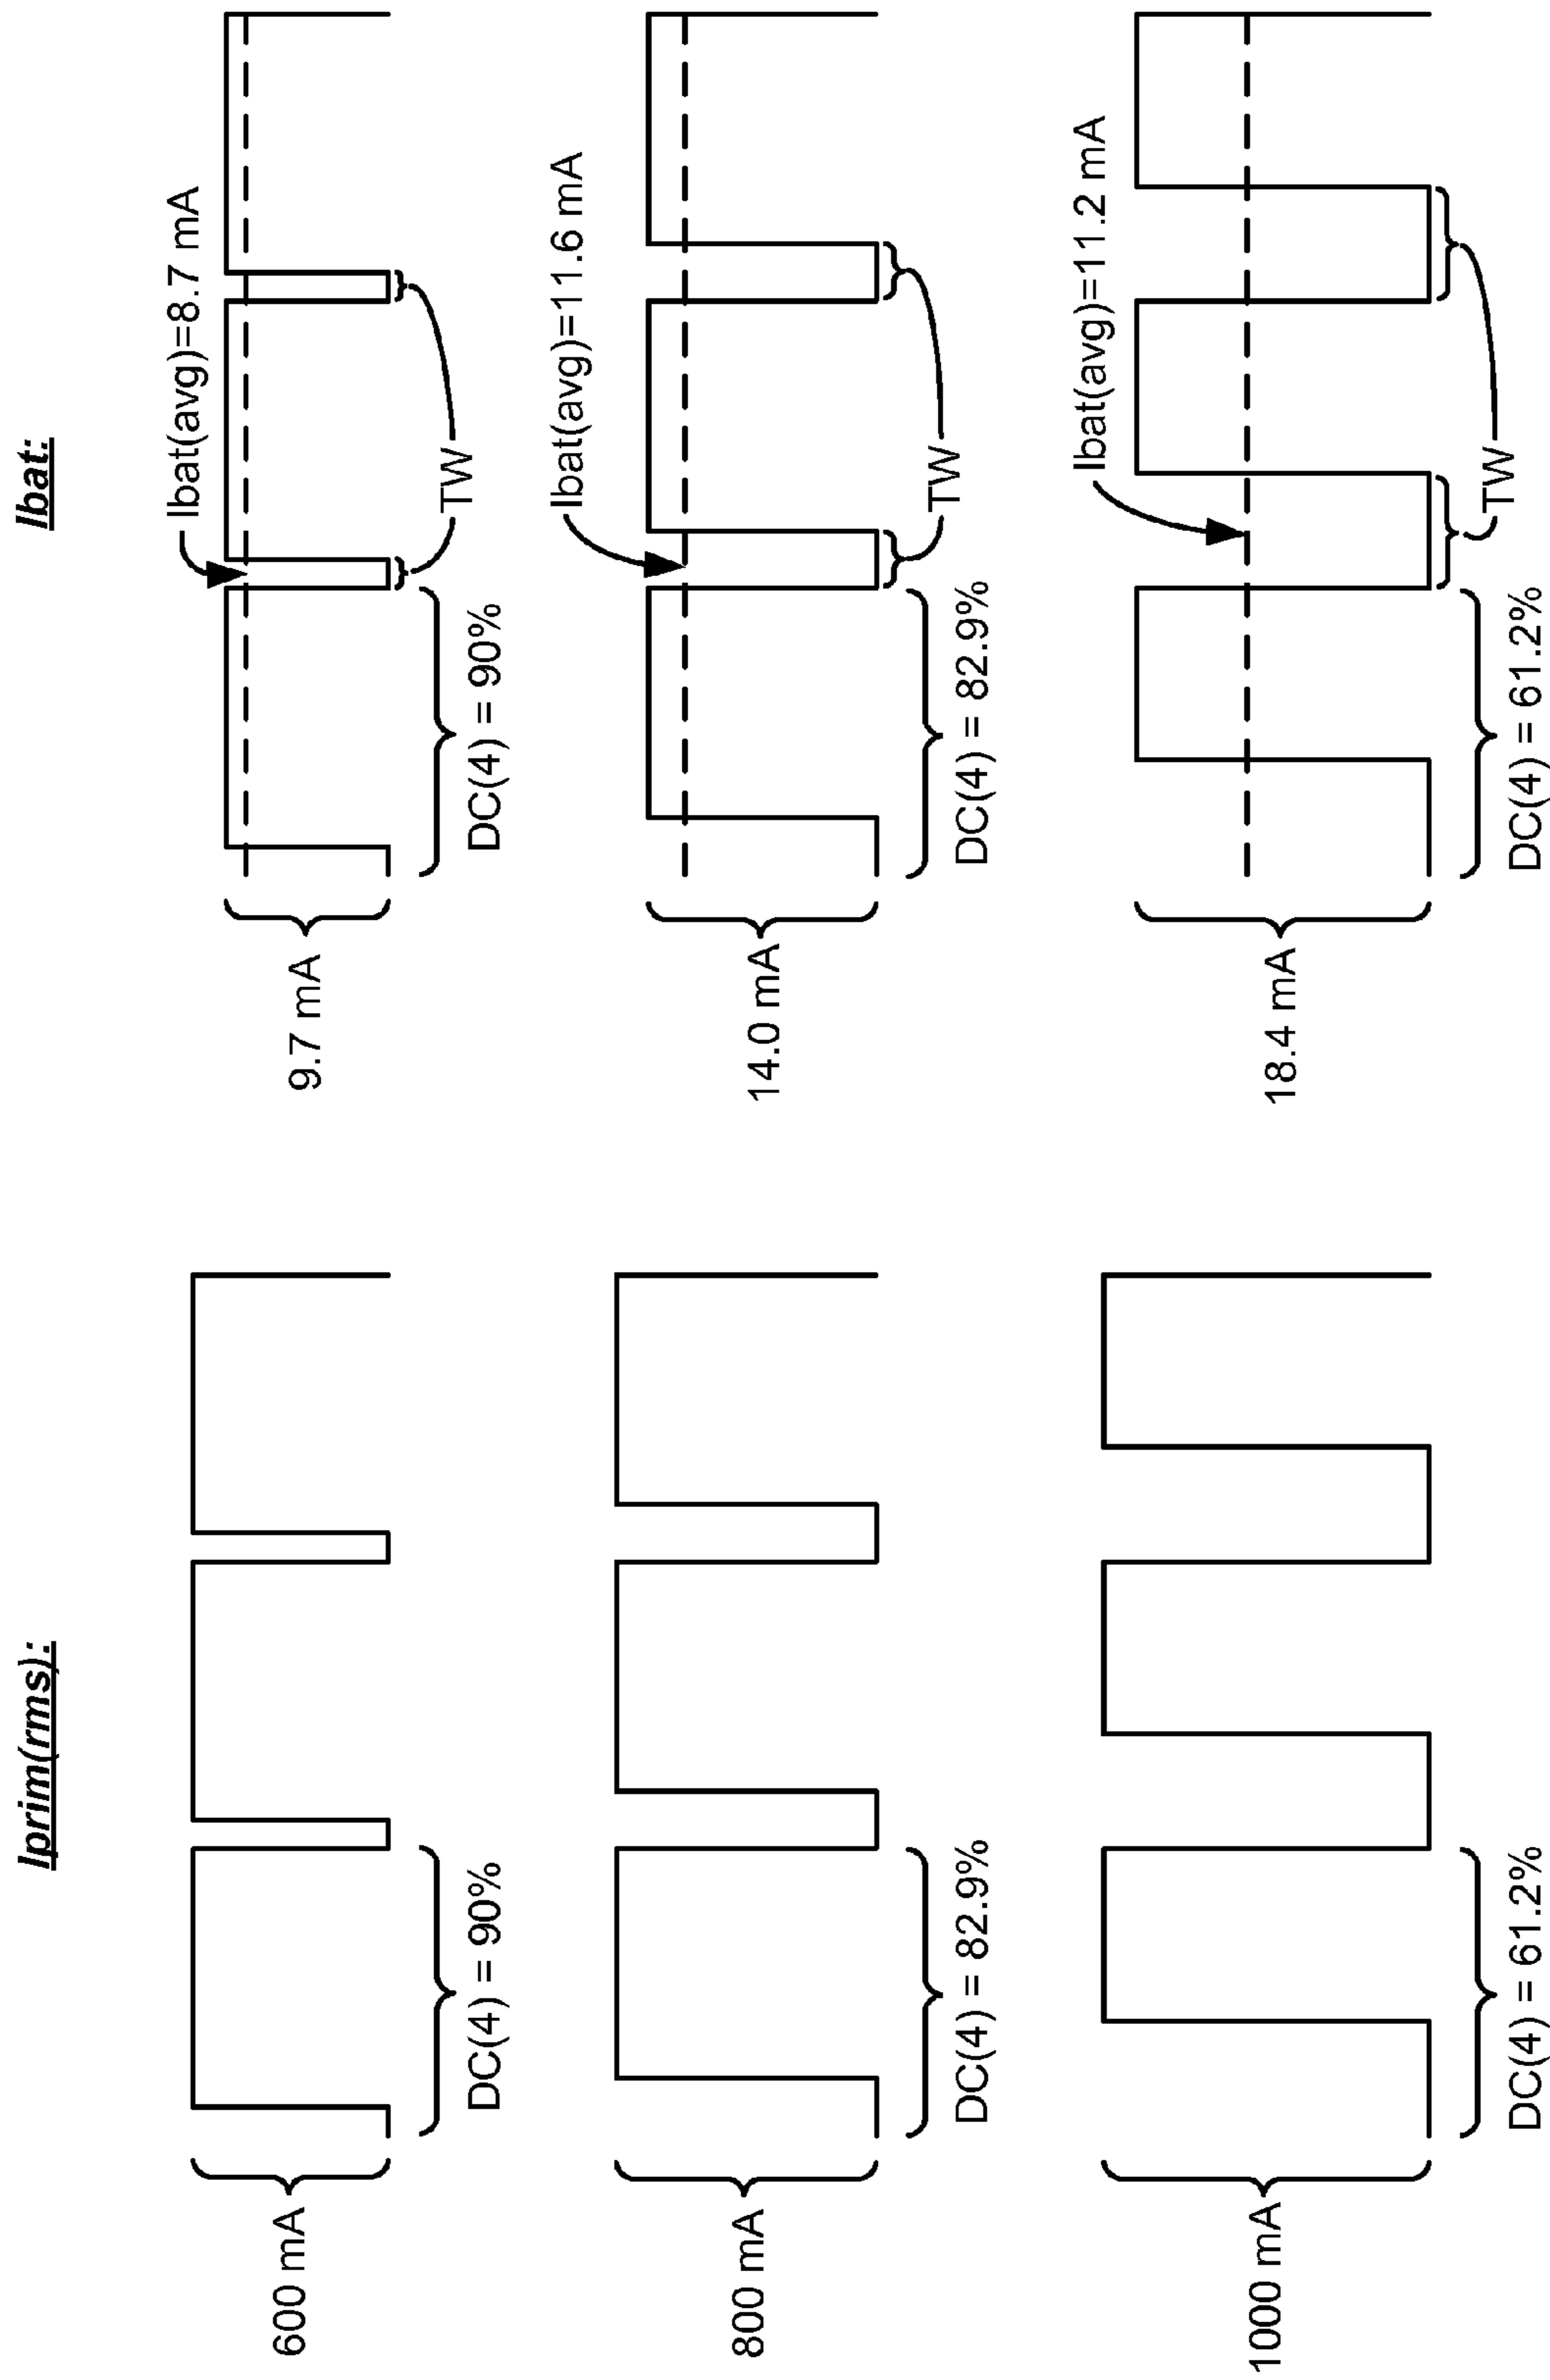 Iprim(rms):
Ibat:
600 mA
DC(4) = 90%
9.7 mA
DC(4) = 90%
TW
Ibat(avg)=8.7 mA
800 mA
DC(4) = 82.9%
14.0 mA
DC(4) = 82.9%
TW
Ibat(avg)=11.6 mA
1000 mA
DC(4) = 61.2%
18.4 mA
DC(4) = 61.2%
TW
Ibat(avg)=11.2 mA